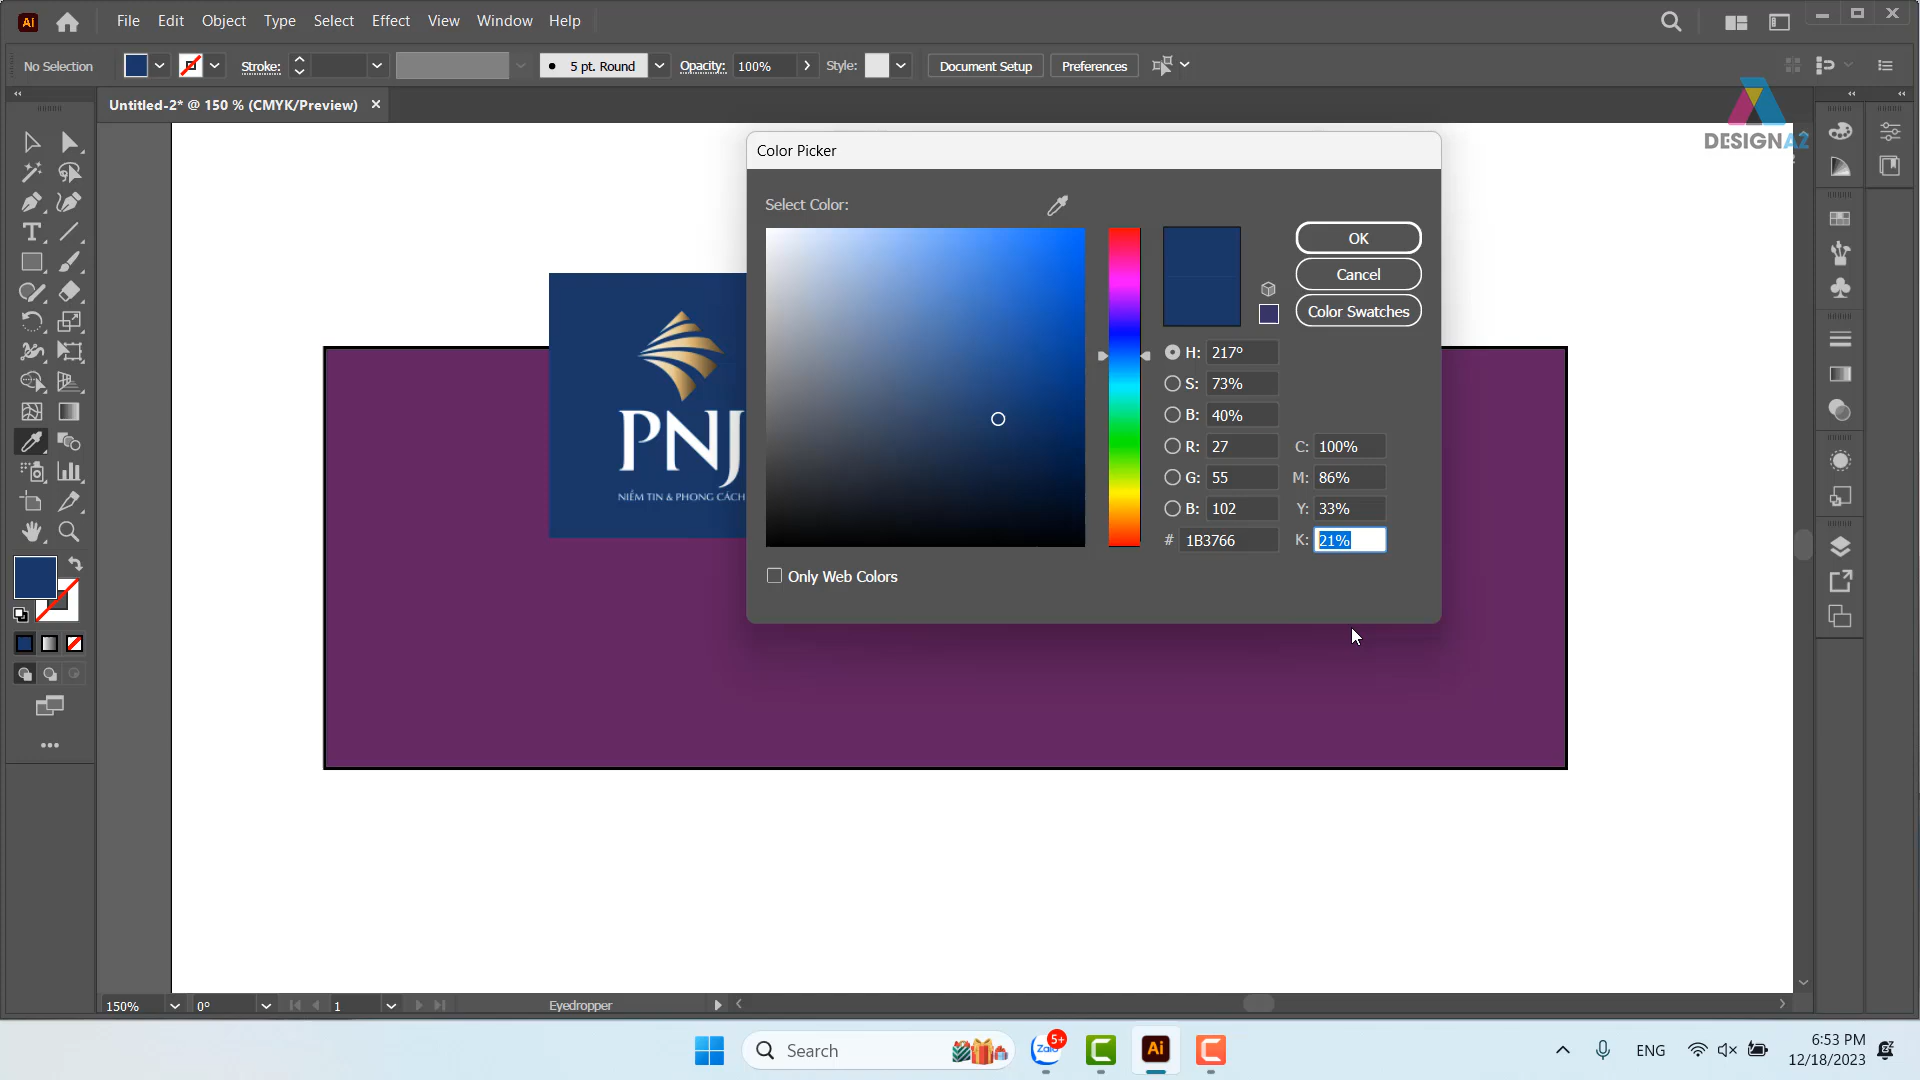 Ai
File Edit Object Type Select Effect View Window Help
No Selection
Stroke:
5 pt. Round
Opacity: 100%
Style:
Document Setup
Preferences
Untitled-2* @ 150 % (CMYK/Preview)
DESIGNA2
Color Picker
Select Color:
OK
Cancel
Color Swatches
H: 217°
S: 73%
B: 40%
R: 27
C: 100%
G: 55
M: 86%
B: 102
Y: 33%
# 1B3766
K: 21%
Only Web Colors
PNJ
NIỀM TIN & PHONG CÁCH
150%
0°
1
Eyedropper
Search
Zalo
5+
Ai
ENG
6:53 PM
12/18/2023